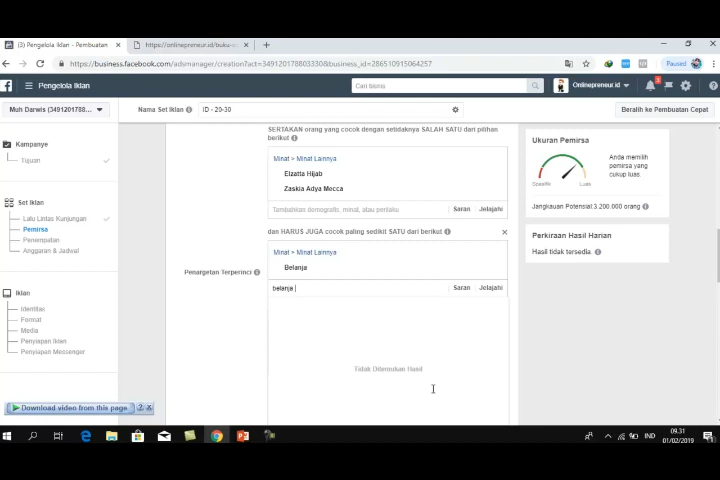 (3) Pengelola Iklan - Pembuatan
https://onlinepreneur.id/buku-
https://business.facebook.com/adsmanager/creation?act=349120178803330&business_id=286510915064257
Paused
Pengelola Iklan
Cari bisnis
Onlinepreneur.id
Muh Darwis (3491201788...
Nama Set Iklan
ID - 20-30
Beralih ke Pembuatan Cepat
Kampanye
Tujuan
Set Iklan
Lalu Lintas Kunjungan
Pemirsa
Penempatan
Anggaran & Jadwal
Iklan
Identitas
Format
Media
Penyiapan Iklan
Penyiapan Messenger
SERTAKAN orang yang cocok dengan setidaknya SALAH SATU dari pilihan
berikut
Minat > Minat Lainnya
Elzatta Hijab
Zaskia Adya Mecca
Tambahkan demografis, minat, atau perilaku
Saran
Jelajahi
dan HARUS JUGA cocok paling sedikit SATU dari berikut
Penargetan Terperinci
Minat > Minat Lainnya
Belanja
belanja
Saran
Jelajahi
Tidak Ditemukan Hasil
Ukuran Pemirsa
Spesifik
Luas
Anda memilih
pemirsa yang
cukup luas.
Jangkauan Potensial:3.200.000 orang
Perkiraan Hasil Harian
Hasil tidak tersedia
Download video from this page
?
IND
09.31
01/02/2019